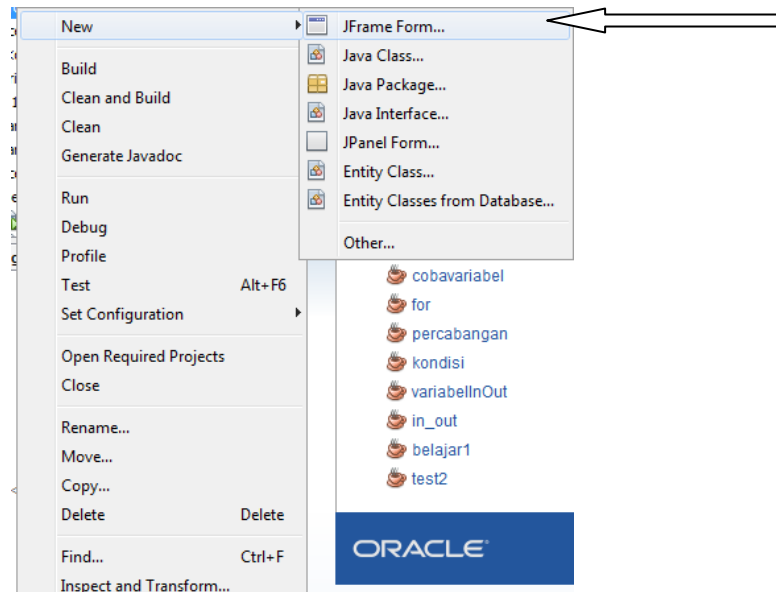 New
Build
Clean and Build
Clean
Generate Javadoc
Run
Debug
Profile
Test Alt+F6
Set Configuration
Open Required Projects
Close
Rename...
Move...
Copy...
Delete Delete
Find... Ctrl+F
Inspect and Transform...
JFrame Form...
Java Class...
Java Package...
Java Interface...
JPanel Form...
Entity Class...
Entity Classes from Database...
Other...
cobavariabel
for
percabangan
kondisi
variabelInOut
in_out
belajar1
test2
ORACLE